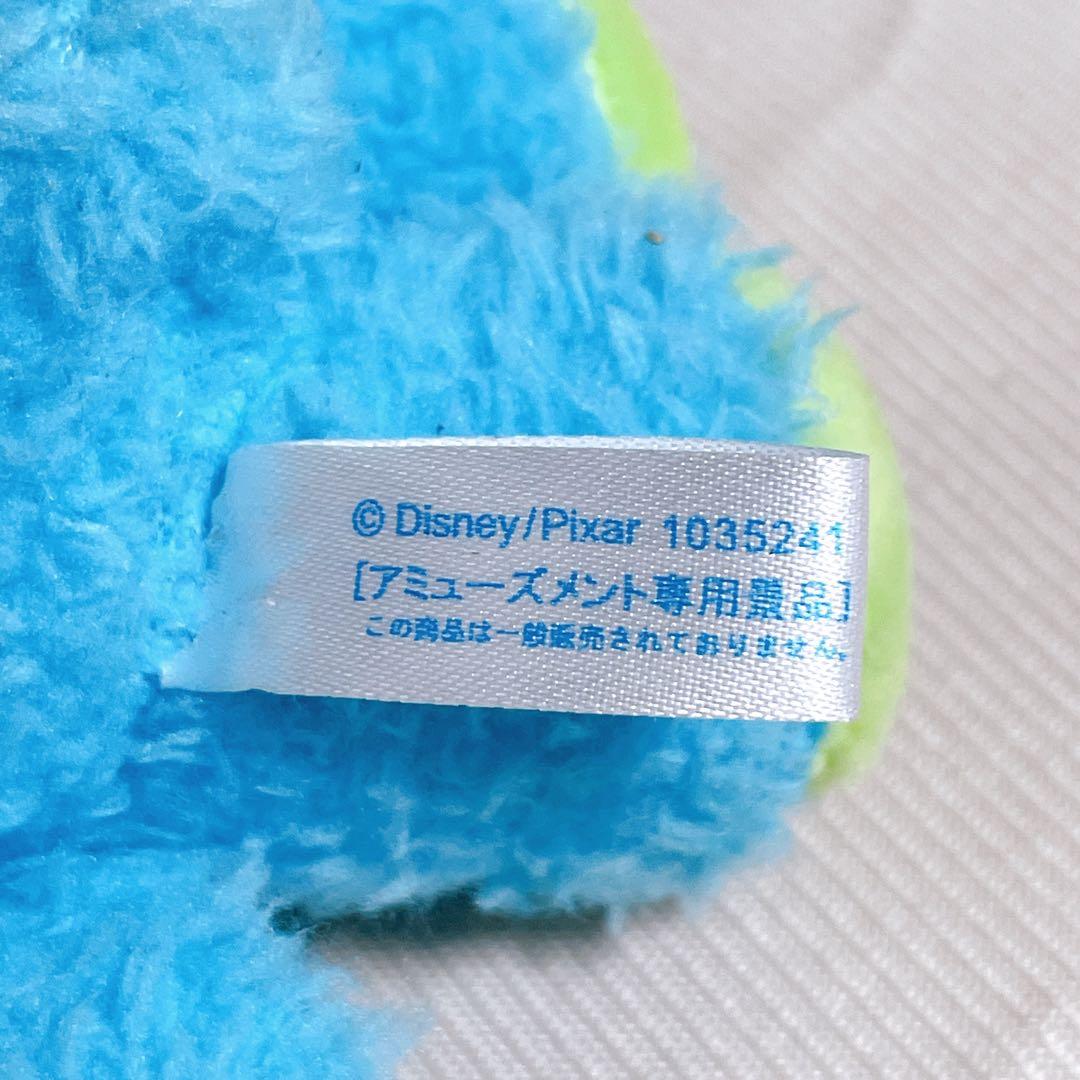 © Disney/Pixar 1035241
[アミューズメント専用景品]
この商品は一般販売されておりません。